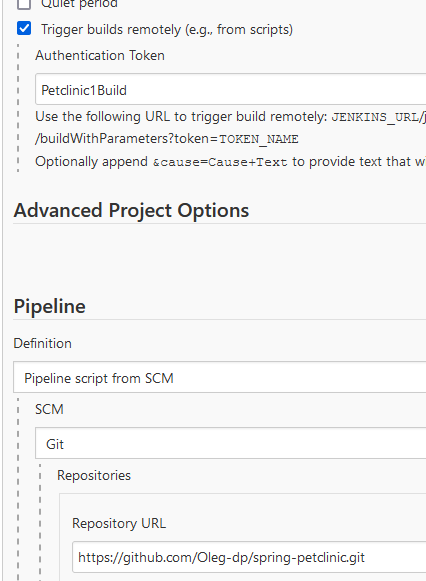 Quiet period
Trigger builds remotely (e.g., from scripts)
Authentication Token
Petclinic1Build
Use the following URL to trigger build remotely: JENKINS_URL/j
/buildWithParameters?token=TOKEN_NAME
Optionally append &cause=Cause+Text to provide text that w
Advanced Project Options
Pipeline
Definition
Pipeline script from SCM
SCM
Git
Repositories
Repository URL
https://github.com/Oleg-dp/spring-petclinic.git